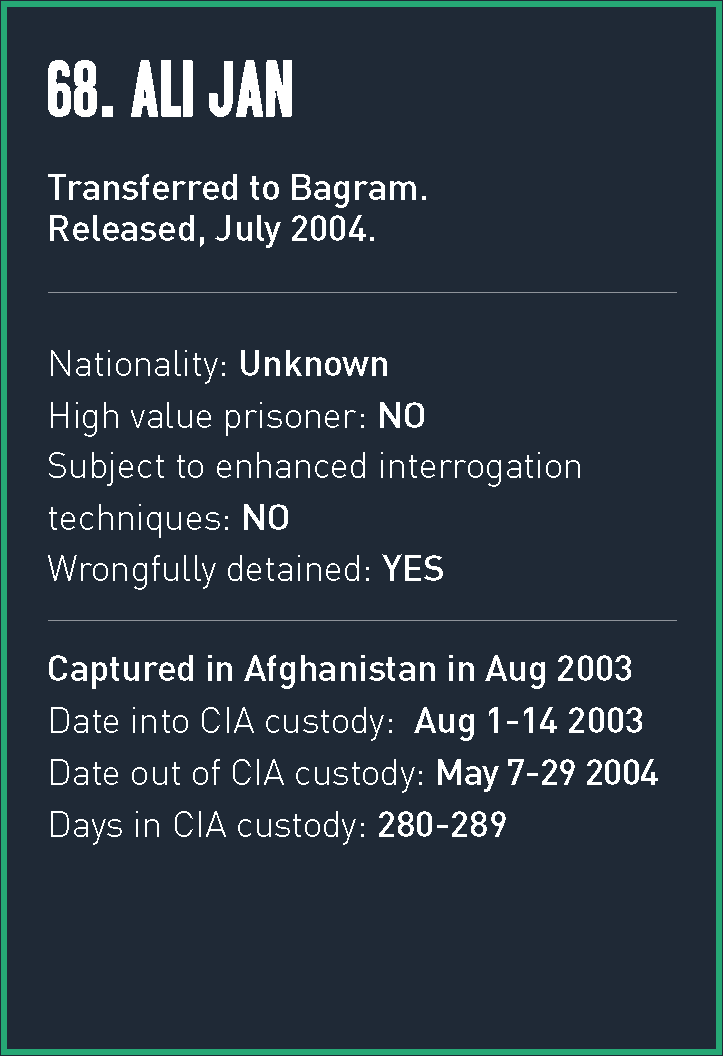 68. ALI JAN
Transferred to Bagram.
Released, July 2004.
Nationality: Unknown
High value prisoner: NO
Subject to enhanced interrogation
techniques: NO
Wrongfully detained: YES
Captured in Afghanistan in Aug 2003
Date into CIA custody:  Aug 1-14 2003
Date out of CIA custody: May 7-29 2004
Days in CIA custody: 280-289